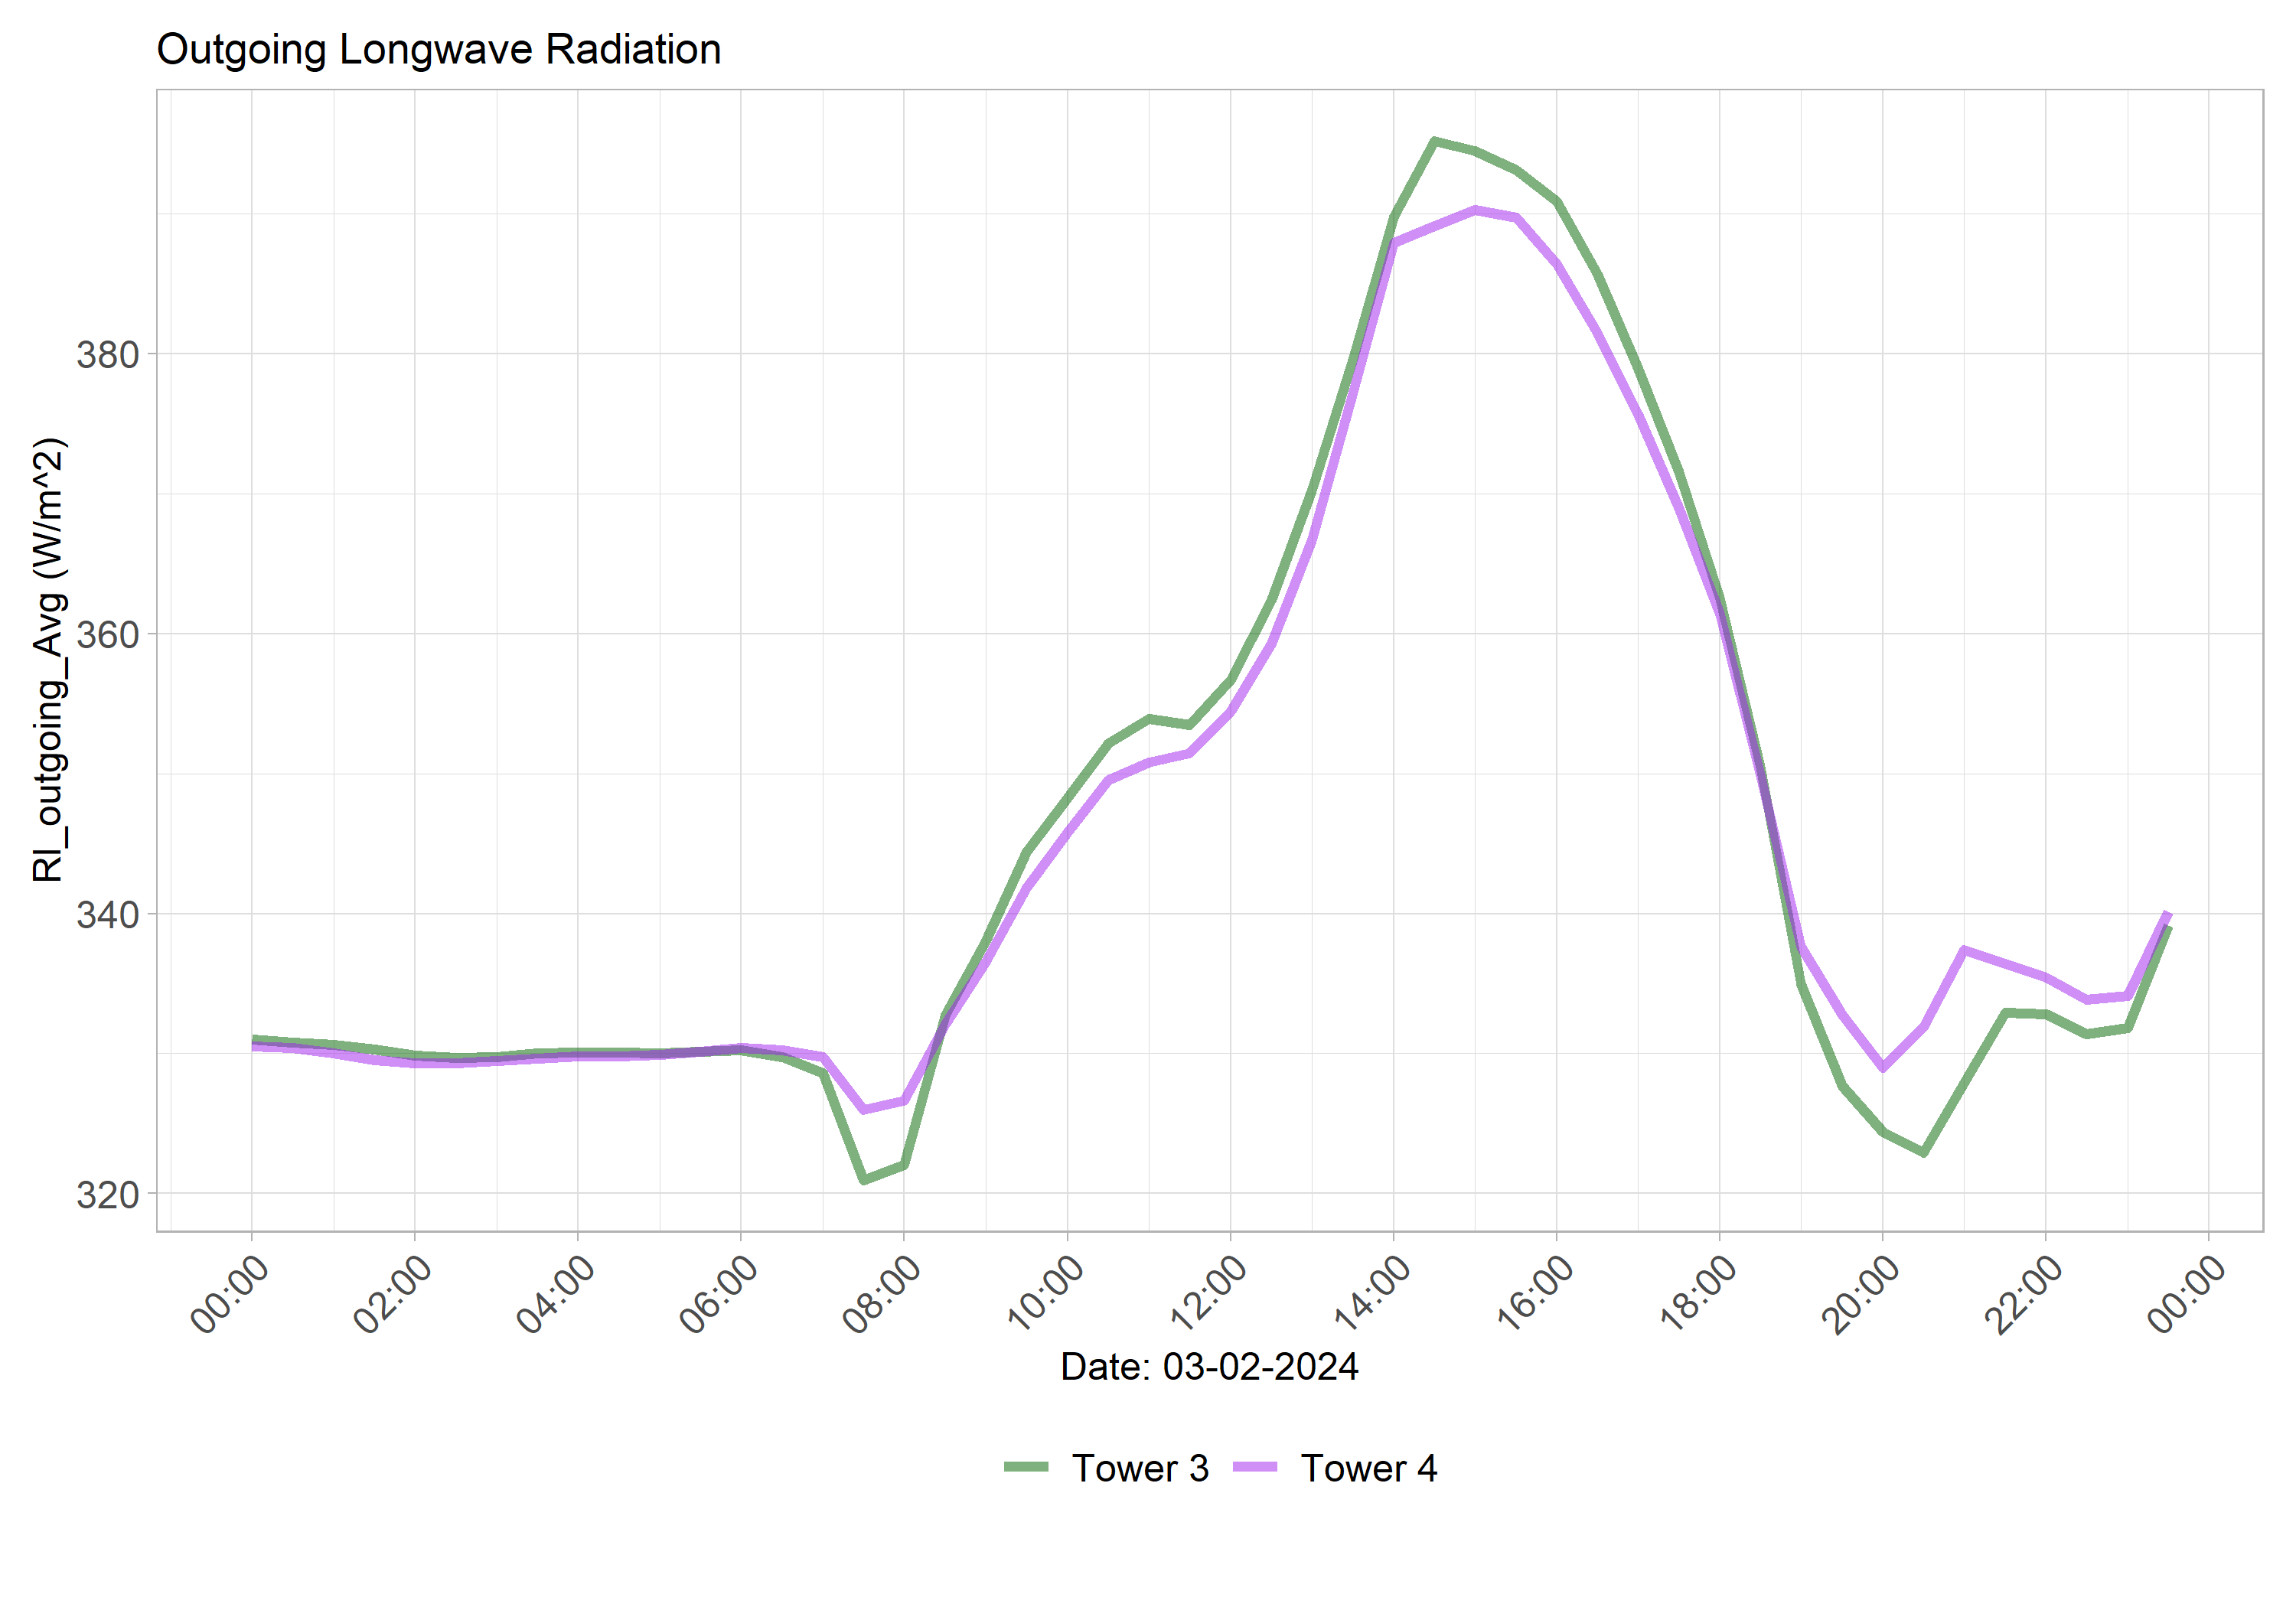 Outgoing Longwave Radiation
Rl_outgoing_Avg (W/m^2)
380
360
340
320
00:00 02:00 04:00 06:00 08:00 10:00 12:00 14:00 16:00 18:00 20:00 22:00 00:00
Date: 03-02-2024
Tower 3 Tower 4